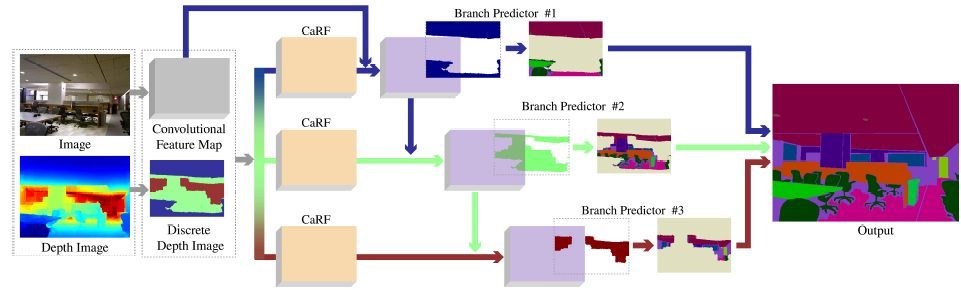 Image
Depth Image
Convolutional
Feature Map
Discrete
Depth Image
CaRF
CaRF
CaRF
Branch Predictor #1
Branch Predictor #2
Branch Predictor #3
Output